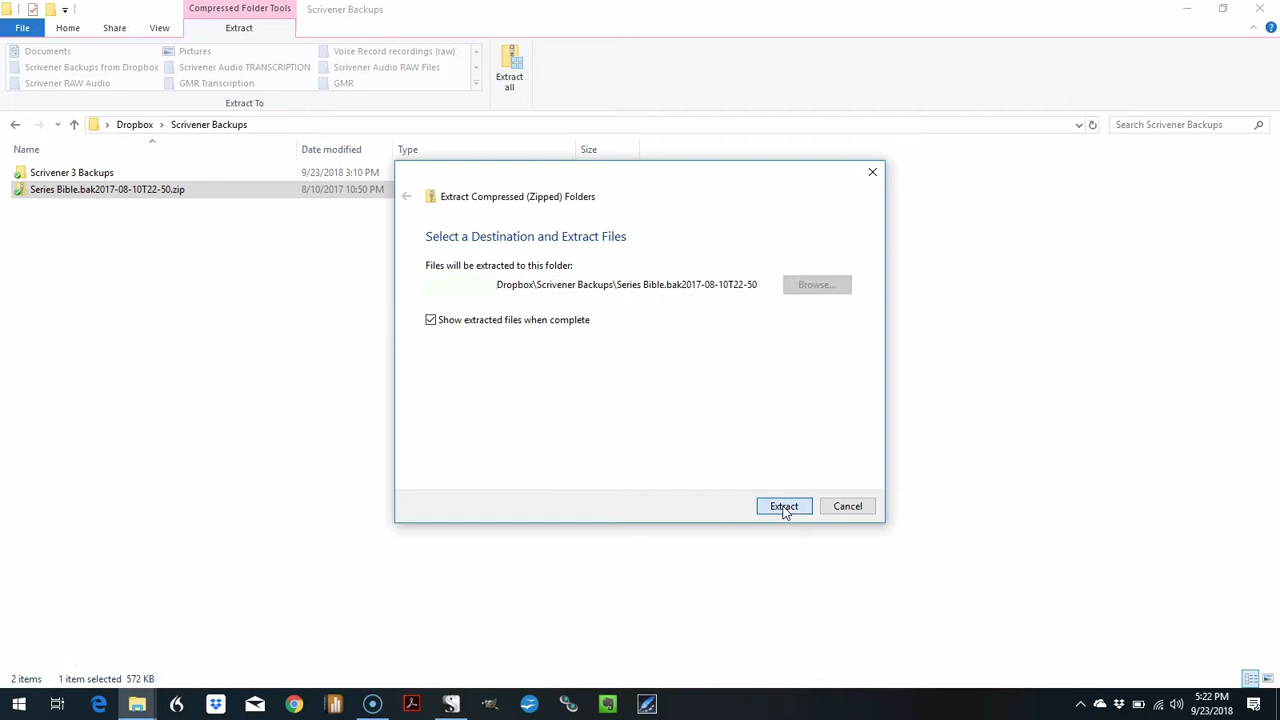 Compressed Folder Tools Scrivener Backups
File Home Share View Extract
Documents Pictures Voice Record recordings (raw)
Scrivener Backups from Dropbox Scrivener Audio TRANSCRIPTION Scrivener Audio RAW Files
Scrivener RAW Audio GMR Transcription GMR
Extract all
Extract To
Dropbox Scrivener Backups Search Scrivener Backups
Name Date modified Type Size
Scrivener 3 Backups 9/23/2018 3:10 PM
Series Bible.bak2017-08-10T22-50.zip 8/10/2017 10:50 PM
Extract Compressed (Zipped) Folders
Select a Destination and Extract Files
Files will be extracted to this folder:
Dropbox\Scrivener Backups\Series Bible.bak2017-08-10T22-50 Browse...
Show extracted files when complete
Extract Cancel
2 items 1 item selected 572 KB
5:22 PM
9/23/2018